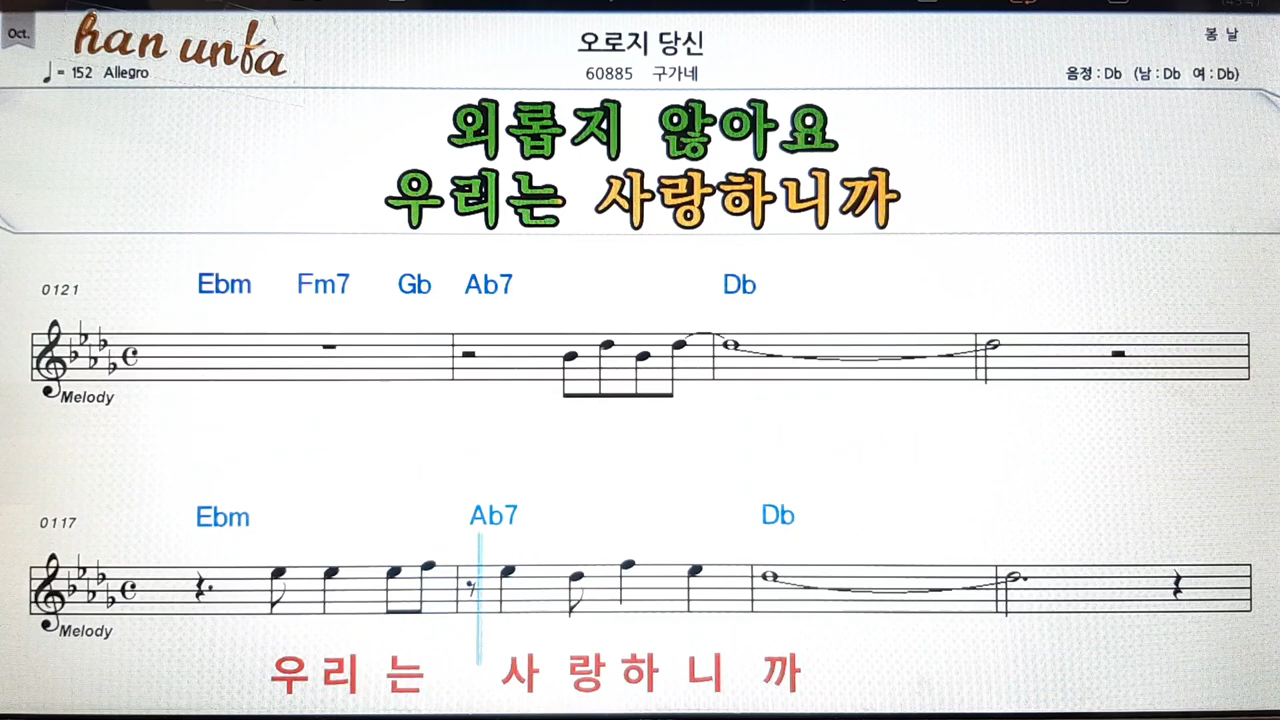 Oct.
han unfa
오로지 당신
봄 날
♩= 152 Allegro
60885 구가네
음정 : Db (남 : Db 여 : Db)
외롭지 않아요
우리는 사랑하니까
0121
Ebm Fm7 Gb Ab7 Db
Melody
0117
Ebm Ab7 Db
Melody
우 리 는 사 랑 하 니 까